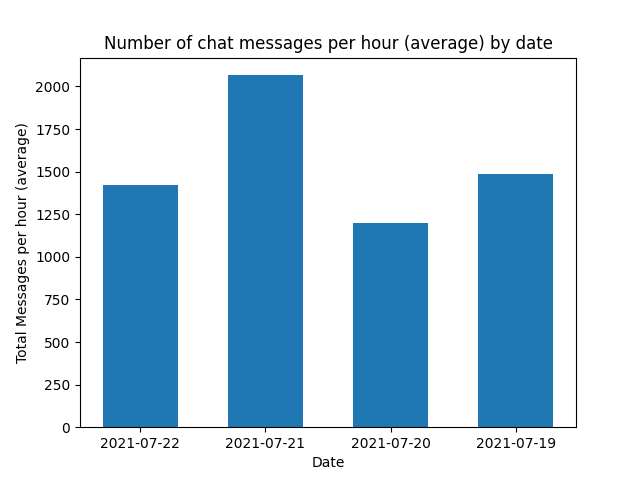 Number of chat messages per hour (average) by date
Total Messages per hour (average)
2000
1750
1500
1250
1000
750
500
250
0
2021-07-22 2021-07-21 2021-07-20 2021-07-19
Date